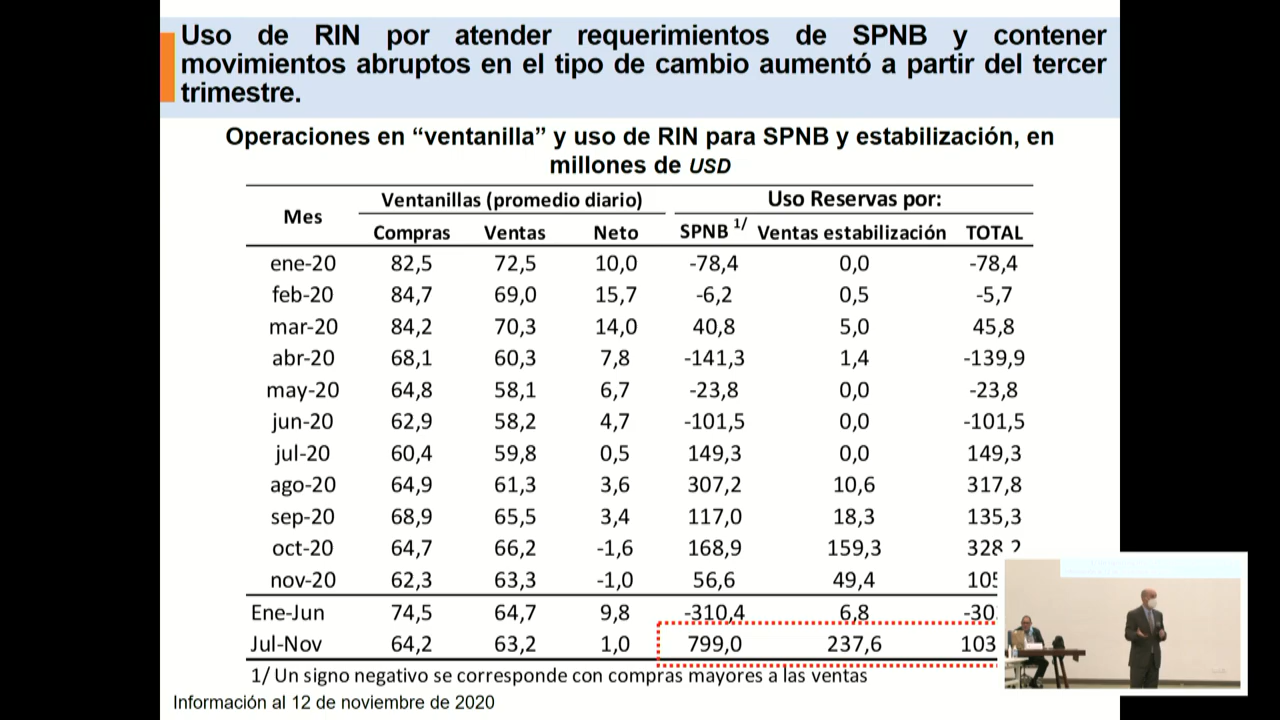 Uso de RIN por atender requerimientos de SPNB y contener
movimientos abruptos en el tipo de cambio aumentó a partir del tercer
trimestre.
Operaciones en “ventanilla” y uso de RIN para SPNB y estabilización, en
millones de USD
Mes Ventanillas (promedio diario) Uso Reservas por:
Compras Ventas Neto SPNB 1/ Ventas estabilización TOTAL
ene-20 82,5 72,5 10,0 -78,4 0,0 -78,4
feb-20 84,7 69,0 15,7 -6,2 0,5 -5,7
mar-20 84,2 70,3 14,0 40,8 5,0 45,8
abr-20 68,1 60,3 7,8 -141,3 1,4 -139,9
may-20 64,8 58,1 6,7 -23,8 0,0 -23,8
jun-20 62,9 58,2 4,7 -101,5 0,0 -101,5
jul-20 60,4 59,8 0,5 149,3 0,0 149,3
ago-20 64,9 61,3 3,6 307,2 10,6 317,8
sep-20 68,9 65,5 3,4 117,0 18,3 135,3
oct-20 64,7 66,2 -1,6 168,9 159,3 328,2
nov-20 62,3 63,3 -1,0 56,6 49,4
Ene-Jun 74,5 64,7 9,8 -310,4 6,8
Jul-Nov 64,2 63,2 1,0 799,0 237,6
1/ Un signo negativo se corresponde con compras mayores a las ventas
Información al 12 de noviembre de 2020